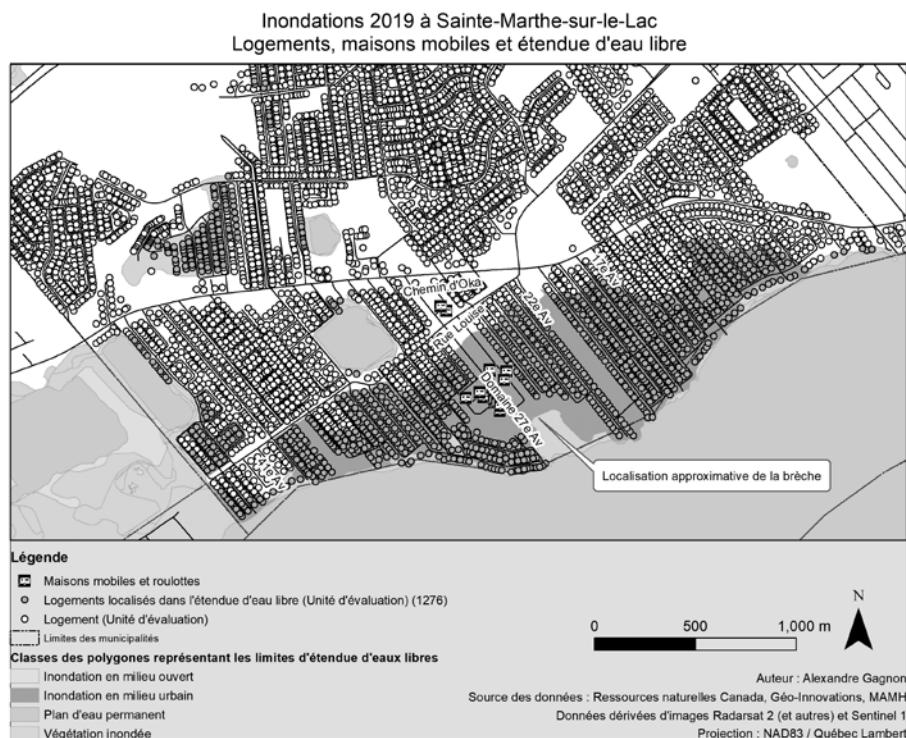 Inondations 2019 à Sainte-Marthe-sur-le-Lac
Logements, maisons mobiles et étendue d'eau libre
17e Av
Chemin d'Oka
22e Av
Rue Louise
Domaine 27e Av
41e Av
Localisation approximative de la brèche
Légende
Maisons mobiles et roulottes
Logements localisés dans l'étendue d'eau libre (Unité d'évaluation) (1276)
Logement (Unité d'évaluation)
Limites des municipalités
Classes des polygones représentant les limites d'étendue d'eaux libres
Inondation en milieu ouvert
Inondation en milieu urbain
Plan d'eau permanent
Végétation inondée
N
0 500 1,000 m
Auteur : Alexandre Gagnon
Source des données : Ressources naturelles Canada, Géo-Innovations, MAMH
Données dérivées d'images Radarsat 2 (et autres) et Sentinel 1
Projection : NAD83 / Québec Lambert